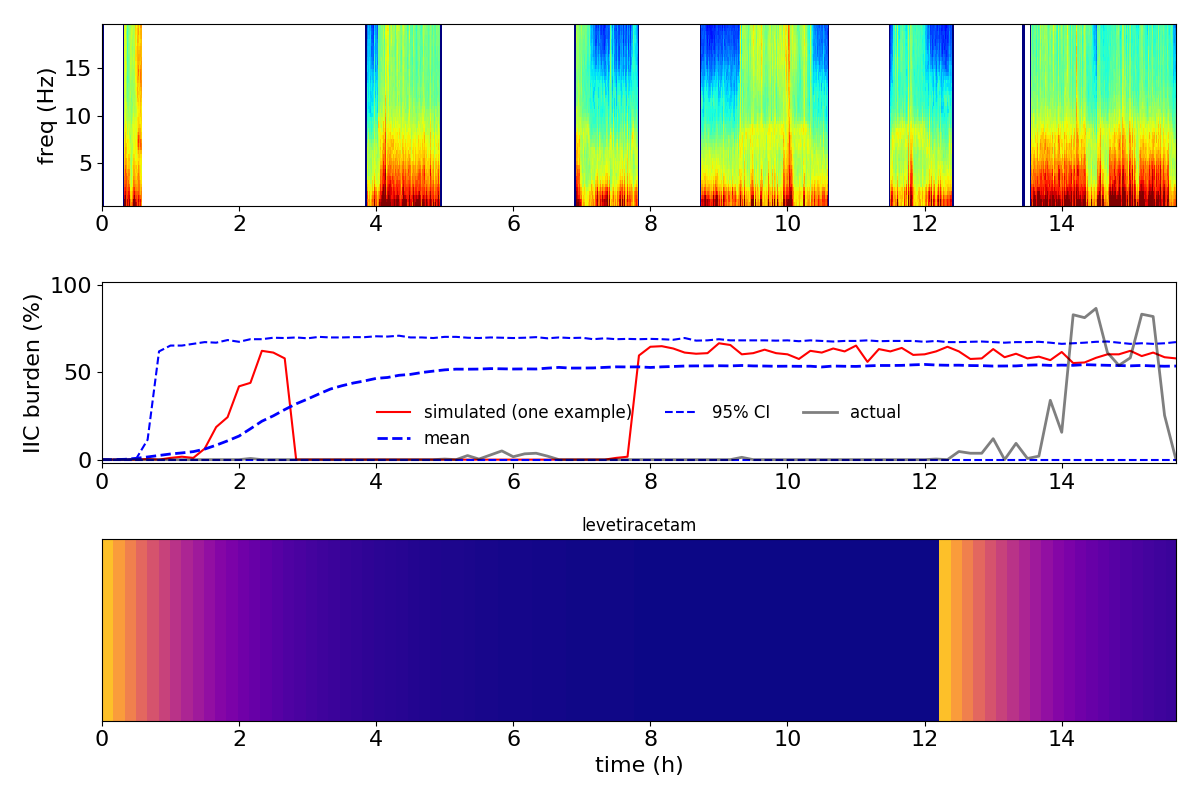 freq (Hz)
15
10
5
0 2 4 6 8 10 12 14
IIC burden (%)
100
50
0
simulated (one example) 95% CI actual
mean
0 2 4 6 8 10 12 14
levetiracetam
0 2 4 6 8 10 12 14
time (h)